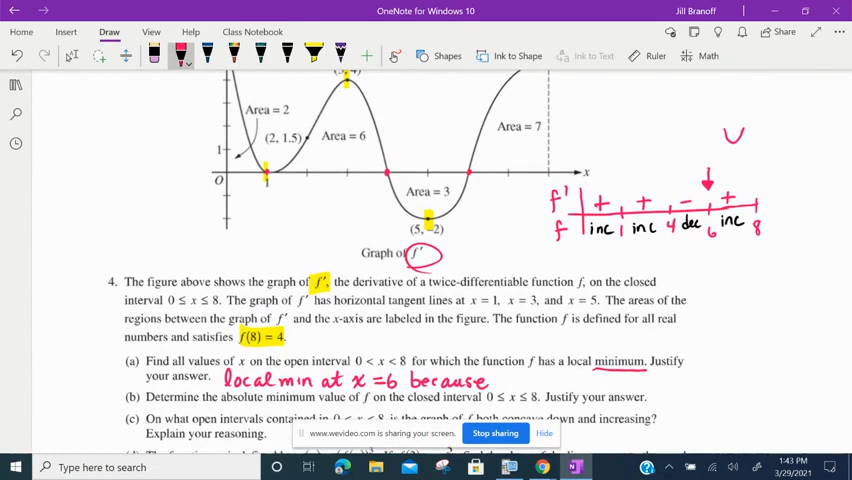 OneNote for Windows 10
Jill Branoff
Home
Insert
Draw
View
Help
Class Notebook
Share
Shapes
Ink to Shape
Ink to Text
Ruler
Math
Area = 2
(2, 1.5)
Area = 6
Area = 7
1
O
1
x
Area = 3
(5, −2)
Graph of f'
f' + + − +
f inc 1 inc 4 dec 6 inc 8
4. The figure above shows the graph of f', the derivative of a twice-differentiable function f, on the closed
interval 0 ≤ x ≤ 8. The graph of f' has horizontal tangent lines at x = 1, x = 3, and x = 5. The areas of the
regions between the graph of f' and the x-axis are labeled in the figure. The function f is defined for all real
numbers and satisfies f(8) = 4.
(a) Find all values of x on the open interval 0 < x < 8 for which the function f has a local minimum. Justify
your answer.
local min at x = 6 because
(b) Determine the absolute minimum value of f on the closed interval 0 ≤ x ≤ 8. Justify your answer.
(c) On what open intervals contained in 0 < x < 8 is the graph of f both concave down and increasing?
Explain your reasoning.
www.wevideo.com is sharing your screen.
Stop sharing
Hide
Type here to search
1:43 PM
3/29/2021